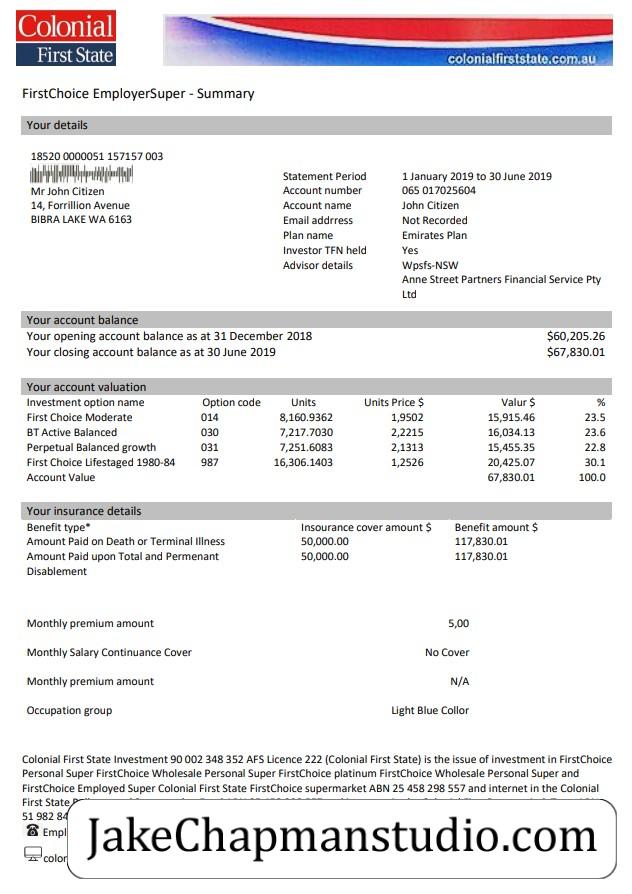 Colonial
First State
colonialfirststate.com.au
FirstChoice EmployerSuper - Summary
Your details
18520 0000051 157157 003
Mr John Citizen
14, Forrillion Avenue
BIBRA LAKE WA 6163
Statement Period 1 January 2019 to 30 June 2019
Account number 065 017025604
Account name John Citizen
Email addrress Not Recorded
Plan name Emirates Plan
Investor TFN held Yes
Advisor details Wpsfs-NSW
Anne Street Partners Financial Service Pty
Ltd
Your account balance
Your opening account balance as at 31 December 2018 $60,205.26
Your closing account balance as at 30 June 2019 $67,830.01
Your account valuation
Investment option name Option code Units Units Price $ Valur $ %
First Choice Moderate 014 8,160.9362 1,9502 15,915.46 23.5
BT Active Balanced 030 7,217.7030 2,2215 16,034.13 23.6
Perpetual Balanced growth 031 7,251.6083 2,1313 15,455.35 22.8
First Choice Lifestaged 1980-84 987 16,306.1403 1,2526 20,425.07 30.1
Account Value 67,830.01 100.0
Your insurance details
Benefit type* Insourance cover amount $ Benefit amount $
Amount Paid on Death or Terminal Illness 50,000.00 117,830.01
Amount Paid upon Total and Permenant 50,000.00 117,830.01
Disablement
Monthly premium amount 5,00
Monthly Salary Continuance Cover No Cover
Monthly premium amount N/A
Occupation group Light Blue Collor
Colonial First State Investment 90 002 348 352 AFS Licence 222 (Colonial First State) is the issue of investment in FirstChoice
Personal Super FirstChoice Wholesale Personal Super FirstChoice platinum FirstChoice Wholesale Personal Super and
FirstChoice Employed Super Colonial First State FirstChoice supermarket ABN 25 458 298 557 and internet in the Colonial
First State
51 982 84
Empl
color
JakeChapmanstudio.com